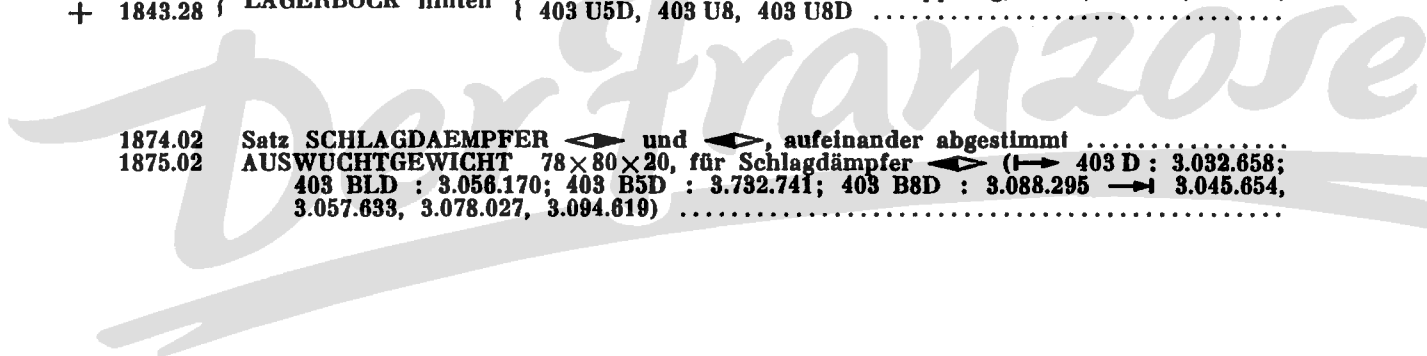 + 1843.28 { LAGERBOCK hinten { 403 U5D, 403 U8, 403 U8D ..............................
Der Franzose
1874.02 Satz SCHLAGDAEMPFER und , aufeinander abgestimmt ................
1875.02 AUSWUCHTGEWICHT 78×80×20, für Schlagdämpfer (↦ 403 D : 3.032.658;
403 BLD : 3.056.170; 403 B5D : 3.732.741; 403 B8D : 3.088.295 ⇥ 3.045.654,
3.057.633, 3.078.027, 3.094.619) ..............................................